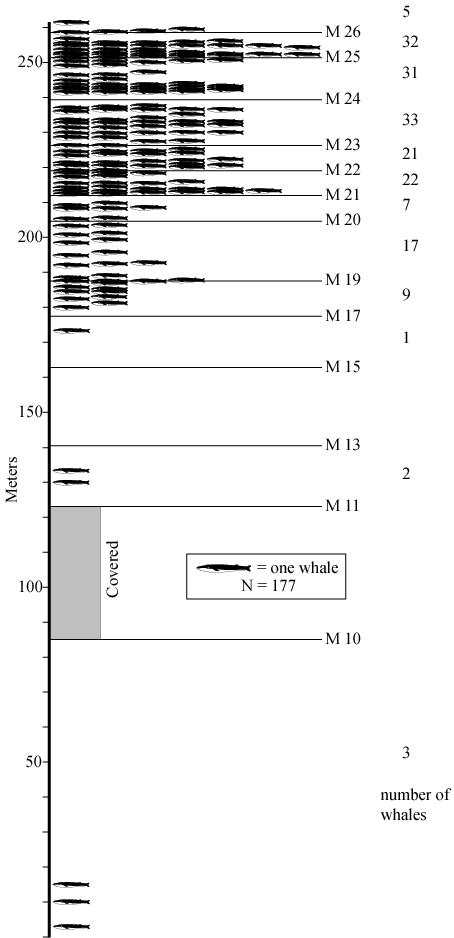 5
M 26
32
250
M 25
31
M 24
33
M 23
21
M 22
22
M 21
7
M 20
200
17
M 19
9
M 17
1
M 15
150
M 13
2
Meters
M 11
Covered
= one whale
N = 177
100
M 10
50
3
number of
whales